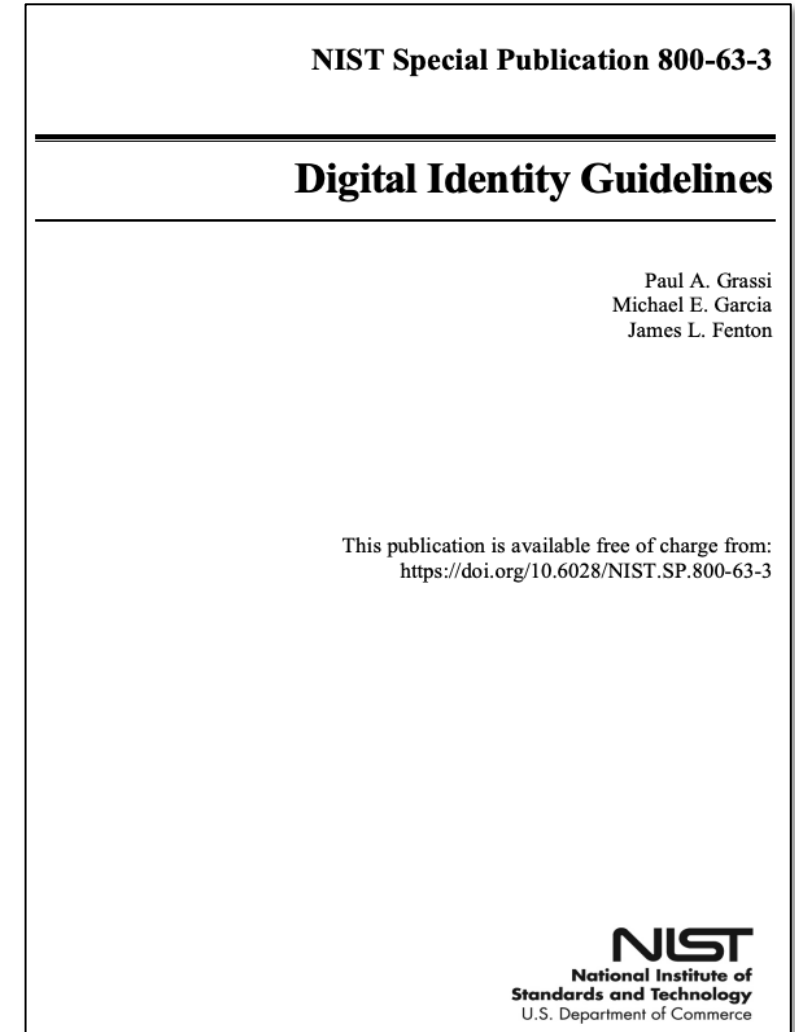 NIST Special Publication 800-63-3
Digital Identity Guidelines
Paul A. Grassi
Michael E. Garcia
James L. Fenton
This publication is available free of charge from:
https://doi.org/10.6028/NIST.SP.800-63-3
NIST
National Institute of
Standards and Technology
U.S. Department of Commerce